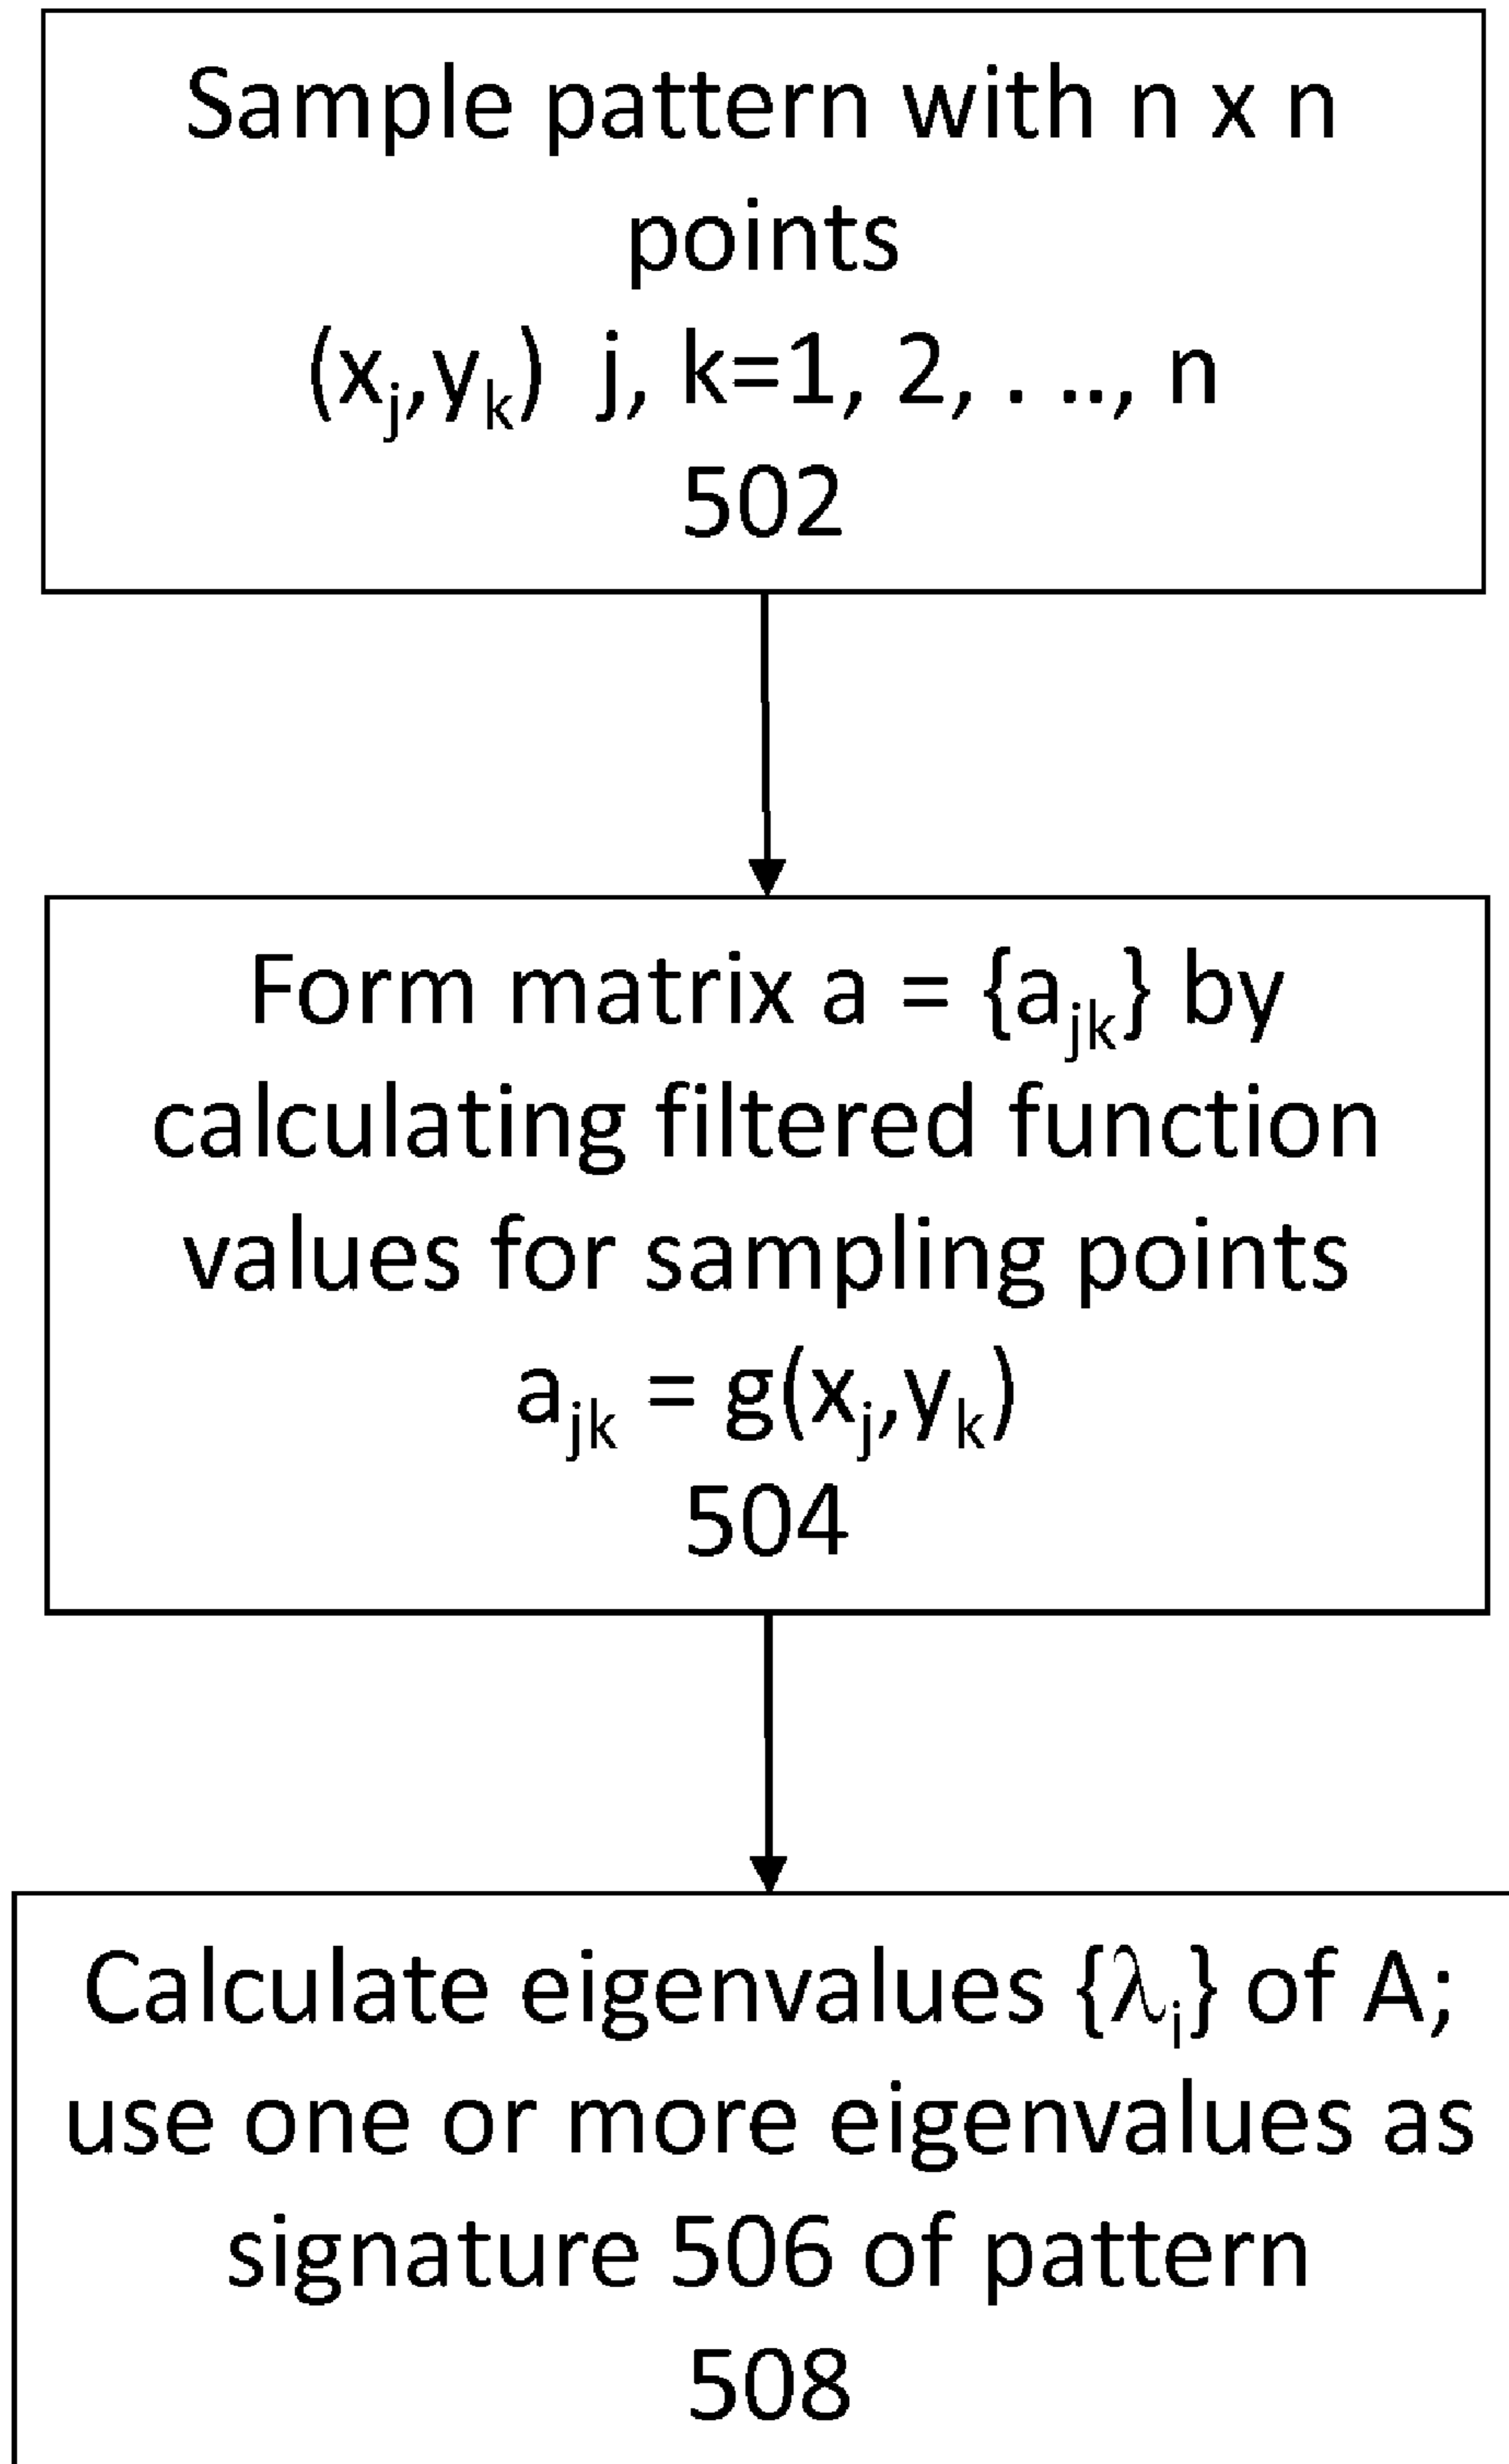 Sample pattern with n x n
points
(xⱼ,yₖ) j, k=1, 2, . .., n
502
Form matrix a = {aⱼₖ} by
calculating filtered function
values for sampling points
aⱼₖ = g(xⱼ,yₖ)
504
Calculate eigenvalues {λᵢ} of A;
use one or more eigenvalues as
signature 506 of pattern
508